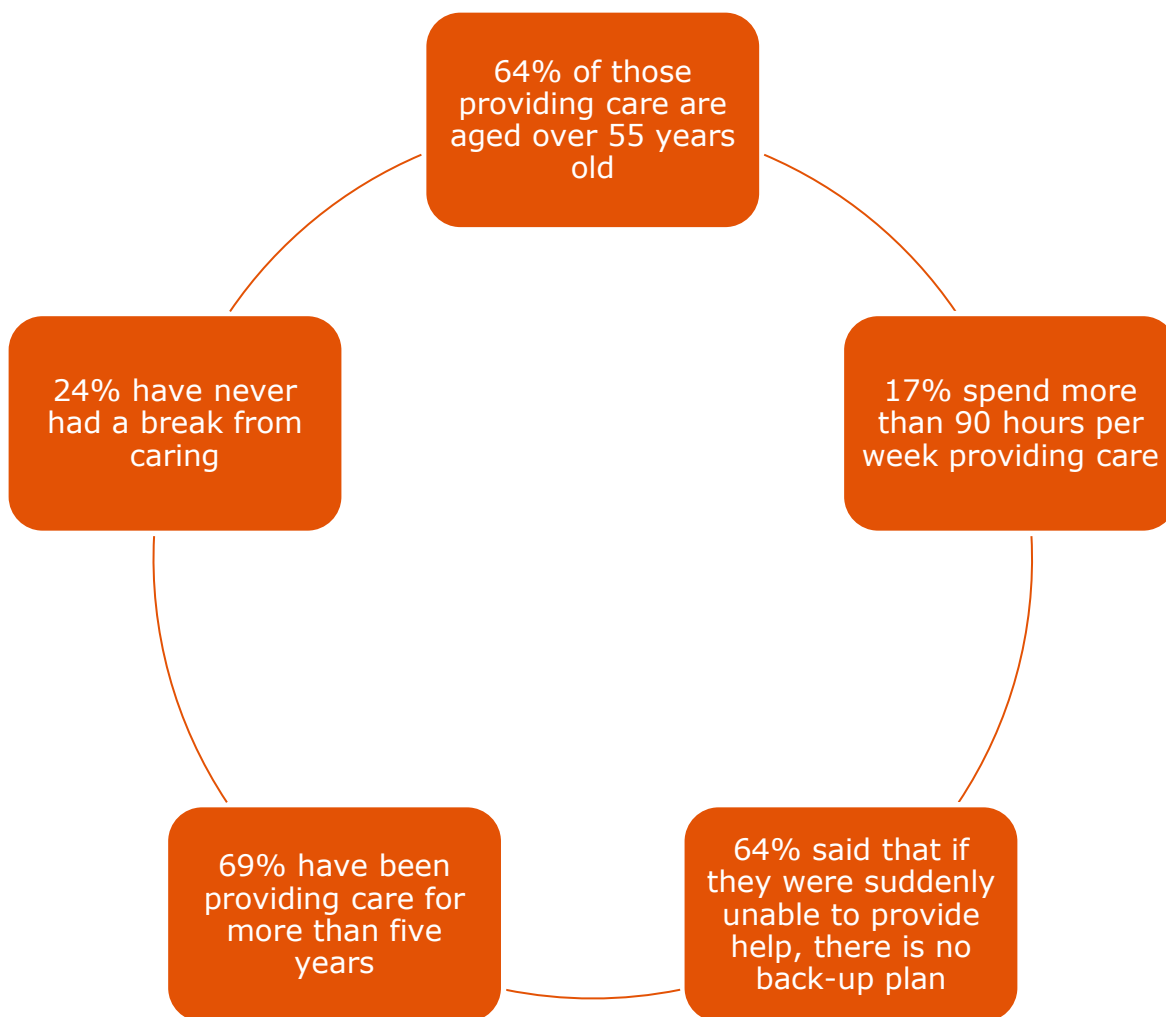 64% of those
providing care are
aged over 55 years
old
24% have never
had a break from
caring
17% spend more
than 90 hours per
week providing care
69% have been
providing care for
more than five
years
64% said that if
they were suddenly
unable to provide
help, there is no
back-up plan